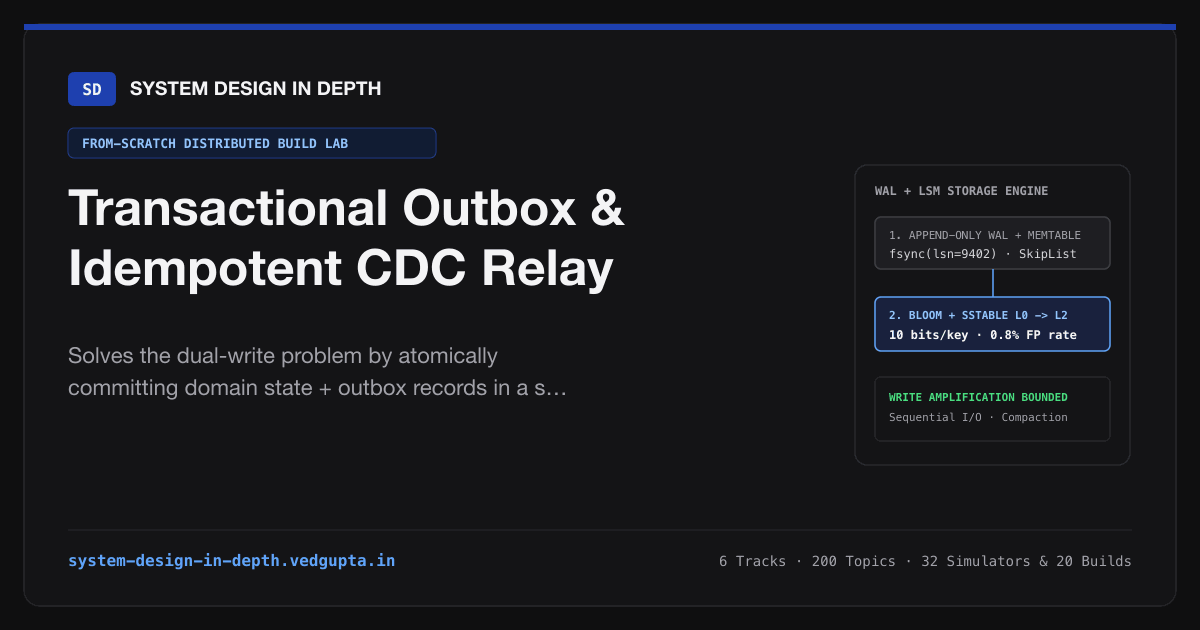 SD
SYSTEM DESIGN IN DEPTH
FROM-SCRATCH DISTRIBUTED BUILD LAB
Transactional Outbox &
Idempotent CDC Relay
Solves the dual-write problem by atomically
committing domain state + outbox records in a s…
WAL + LSM STORAGE ENGINE
1. APPEND-ONLY WAL + MEMTABLE
fsync(lsn=9402) · SkipList
2. BLOOM + SSTABLE L0 -> L2
10 bits/key · 0.8% FP rate
WRITE AMPLIFICATION BOUNDED
Sequential I/O · Compaction
system-design-in-depth.vedgupta.in
6 Tracks · 200 Topics · 32 Simulators & 20 Builds